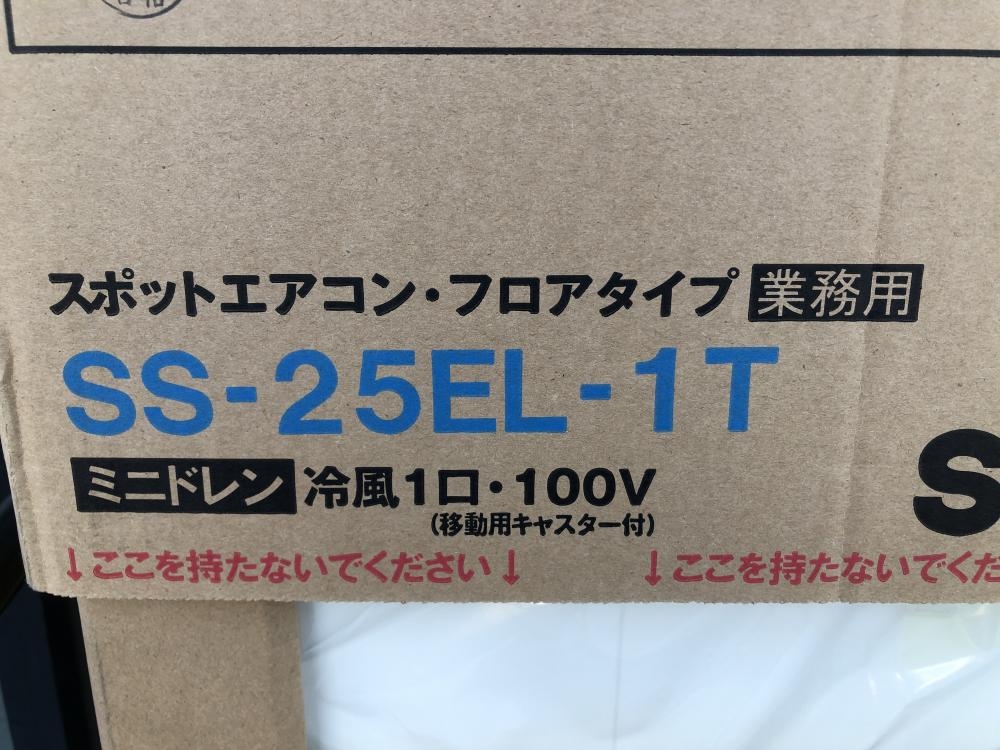 スポットエアコン・フロアタイプ 業務用
SS-25EL-1T
ミニドレン 冷風1口・100V
(移動用キャスター付)
↓ここを持たないでください↓
↓ここを持たないでくだ
S